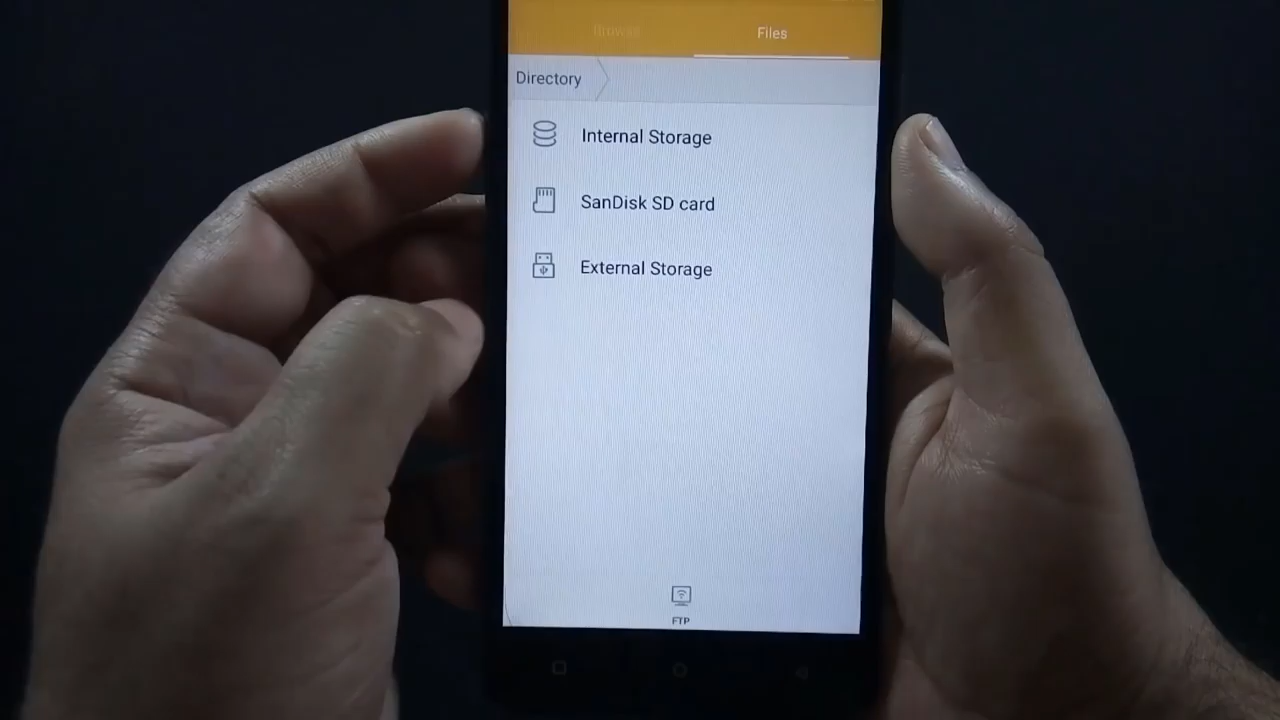 Browse
Files
Directory
Internal Storage
SanDisk SD card
External Storage
FTP